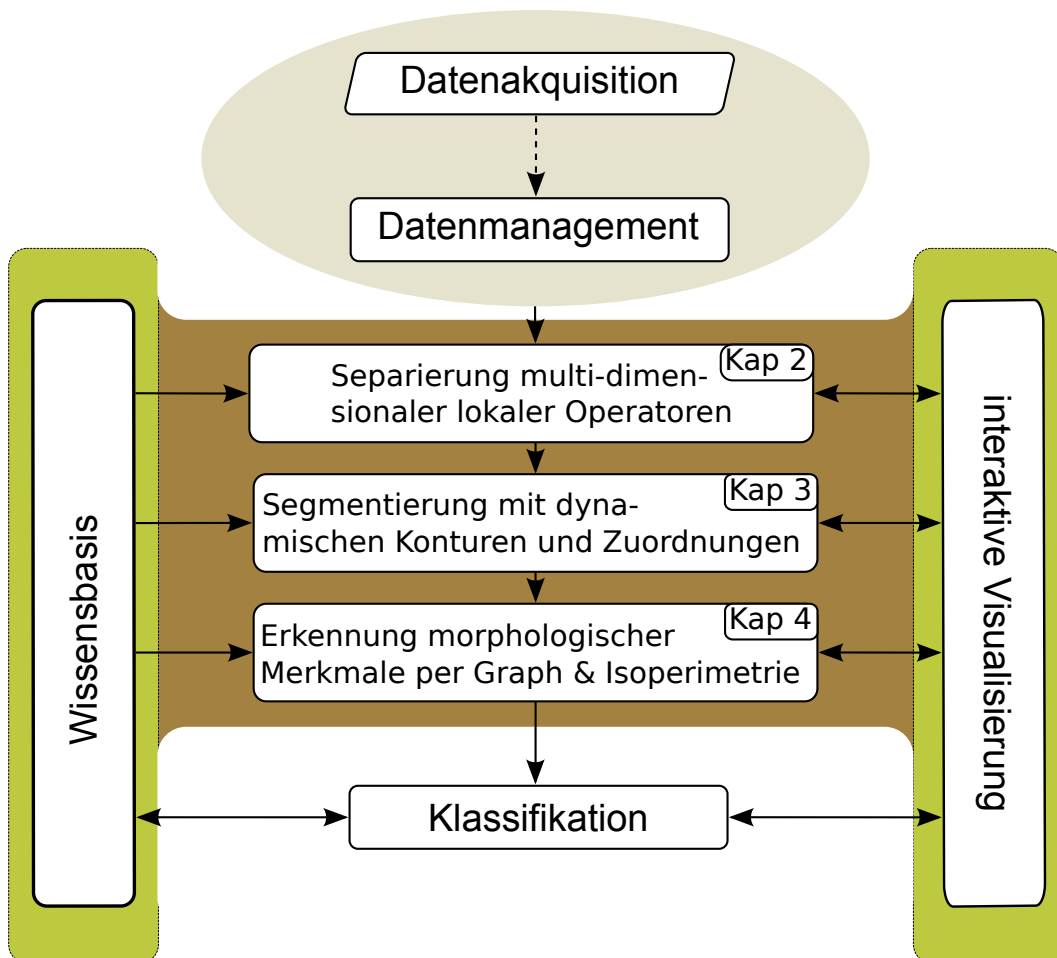 Datenakquisition
Datenmanagement
Kap 2
Separierung multi-dimen-
sionaler lokaler Operatoren
Kap 3
Segmentierung mit dyna-
mischen Konturen und Zuordnungen
Kap 4
Erkennung morphologischer
Merkmale per Graph & Isoperimetrie
Klassifikation
Wissensbasis
interaktive Visualisierung